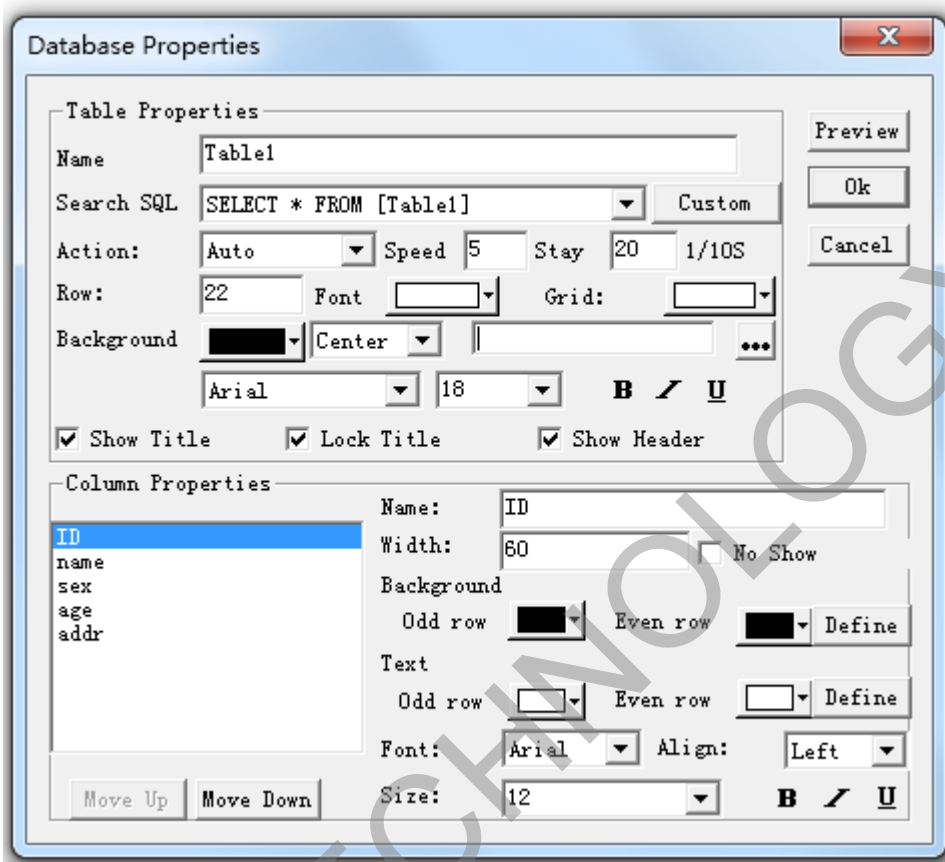 Database Properties
Table Properties
Preview
Name Table1
Ok
Search SQL SELECT * FROM [Table1] Custom
Action: Auto Speed 5 Stay 20 1/10S
Cancel
Row: 22 Font Grid:
Background Center
Arial 18 B I U
Show Title Lock Title Show Header
Column Properties
ID
name
sex
age
addr
Move Up Move Down
Name: ID
Width: 60 No Show
Background
Odd row Even row Define
Text
Odd row Even row Define
Font: Arial Align: Left
Size: 12 B I U
TECHNOLOGY